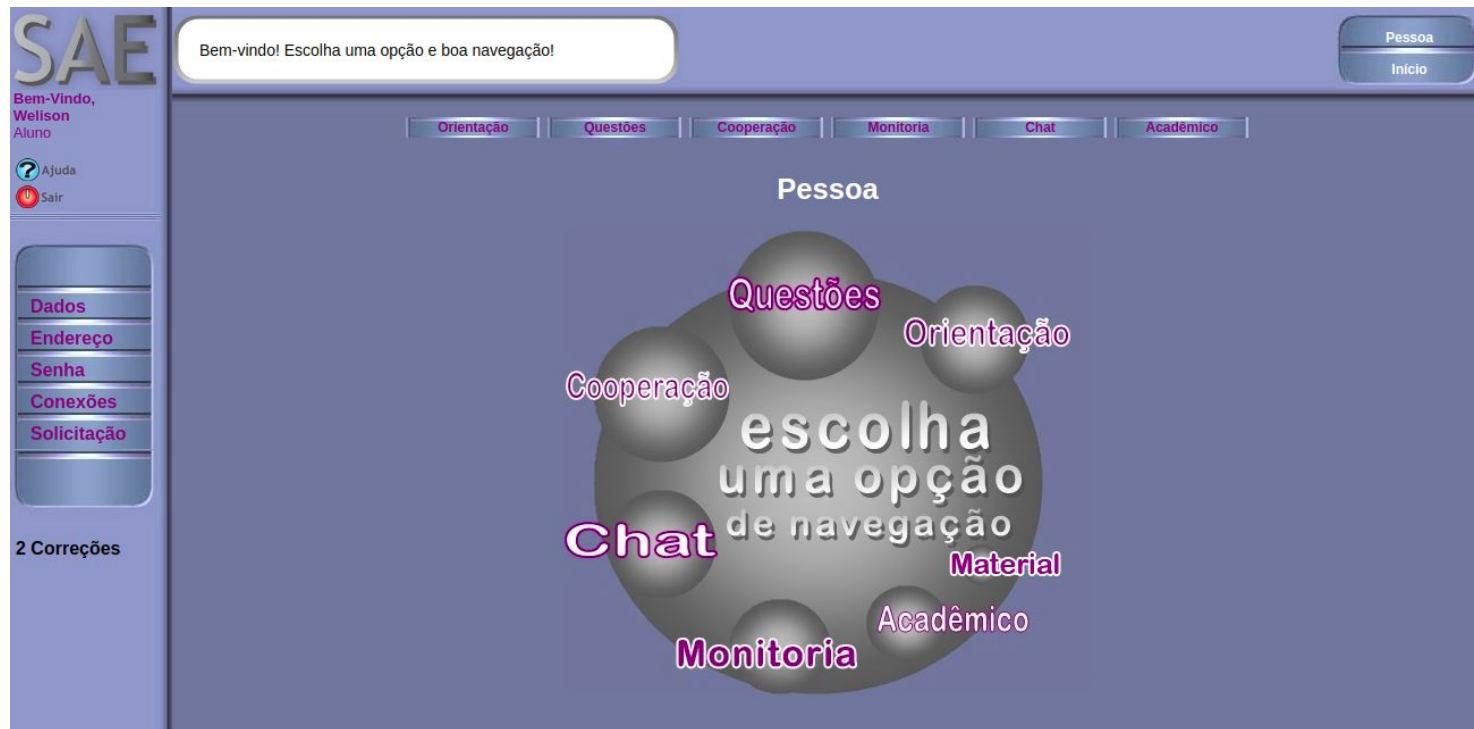 SAE
Bem-Vindo,
Welison
Aluno
Ajuda
Sair
Bem-vindo! Escolha uma opção e boa navegação!
Pessoa
Início
Orientação Questões Cooperação Monitoria Chat Acadêmico
Pessoa
Dados
Endereço
Senha
Conexões
Solicitação
2 Correções
Questões
Orientação
Cooperação
escolha
uma opção
de navegação
Chat
Material
Acadêmico
Monitoria